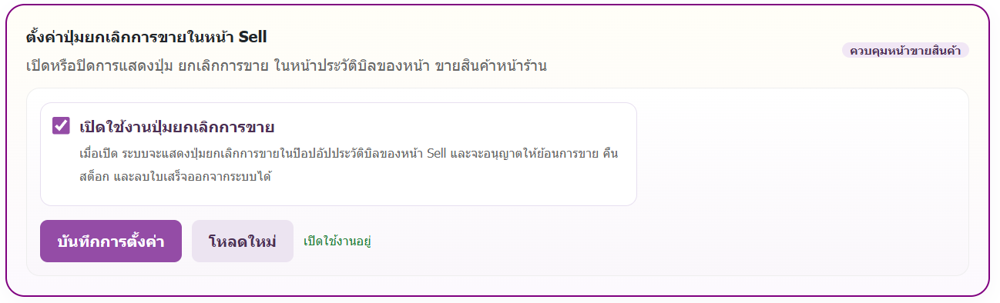 ตั้งค่าปุ่มยกเลิกการขายในหน้า Sell
เปิดหรือปิดการแสดงปุ่ม ยกเลิกการขาย ในหน้าประวัติบิลของหน้า ขายสินค้าหน้าร้าน
ควบคุมหน้าขายสินค้า
เปิดใช้งานปุ่มยกเลิกการขาย
เมื่อเปิด ระบบจะแสดงปุ่มยกเลิกการขายในป๊อปอัปประวัติบิลของหน้า Sell และจะอนุญาตให้ย้อนการขาย คืน
สต็อก และลบใบเสร็จออกจากระบบได้
บันทึกการตั้งค่า
โหลดใหม่
เปิดใช้งานอยู่